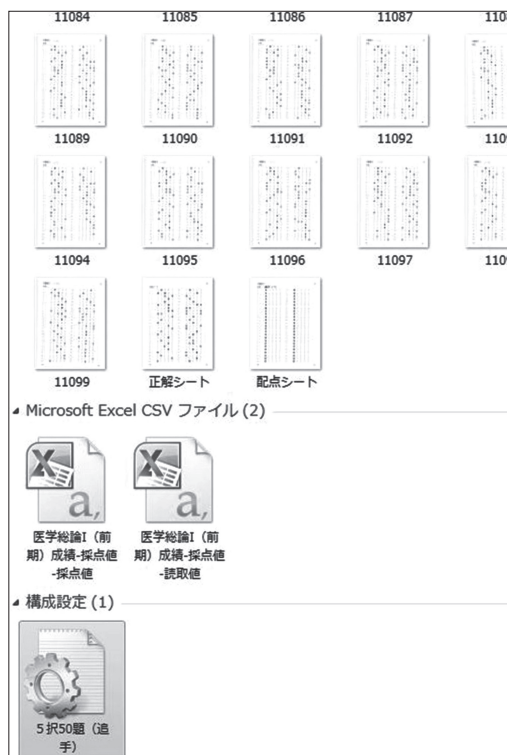 11084 11085 11086 11087
11089 11090 11091 11092
11094 11095 11096 11097
11099 正解シート 配点シート
Microsoft Excel CSV ファイル (2)
医学総論I（前
期）成績-採点値
-採点値
医学総論I（前
期）成績-採点値
-読取値
構成設定 (1)
５択50題（追
手）